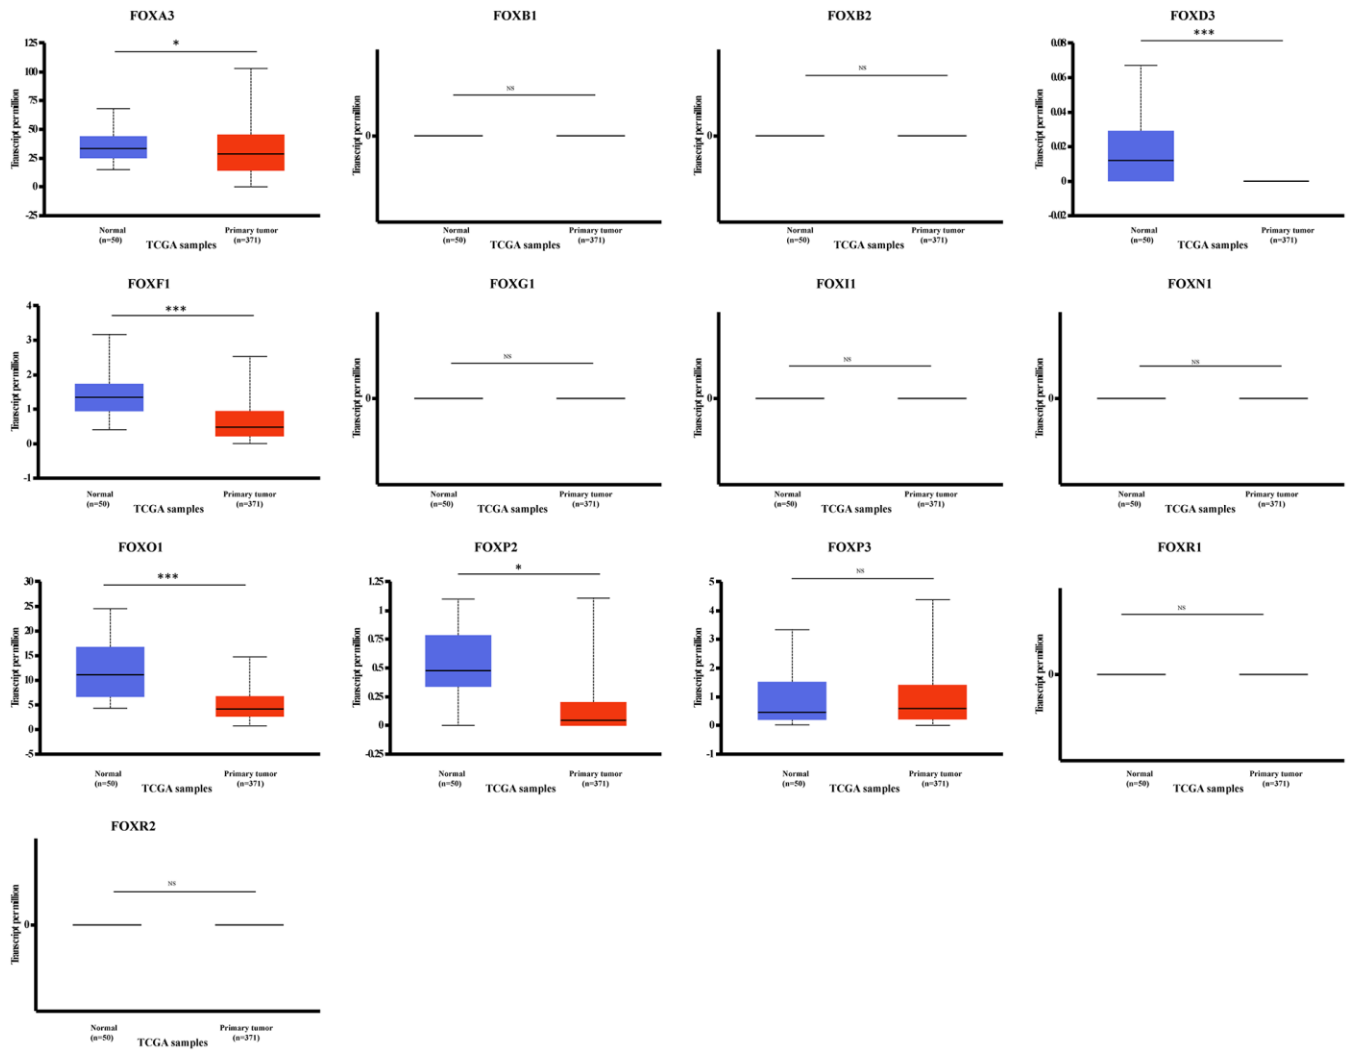 FOXA3
*
125
100
75
50
25
0
-25
Transcript per million
Normal
(n=50)
TCGA samples
Primary tumor
(n=371)
FOXB1
NS
0
Transcript per million
Normal
(n=50)
TCGA samples
Primary tumor
(n=371)
FOXB2
NS
0
Transcript per million
Normal
(n=50)
TCGA samples
Primary tumor
(n=371)
FOXD3
***
0.08
0.06
0.04
0.02
0
-0.02
Transcript per million
Normal
(n=50)
TCGA samples
Primary tumor
(n=371)
FOXF1
***
4
3
2
1
0
-1
Transcript per million
Normal
(n=50)
TCGA samples
Primary tumor
(n=371)
FOXG1
NS
0
Transcript per million
Normal
(n=50)
TCGA samples
Primary tumor
(n=371)
FOXI1
NS
0
Transcript per million
Normal
(n=50)
TCGA samples
Primary tumor
(n=371)
FOXN1
NS
0
Transcript per million
Normal
(n=50)
TCGA samples
Primary tumor
(n=371)
FOXO1
***
30
25
20
15
10
5
0
-5
Transcript per million
Normal
(n=50)
TCGA samples
Primary tumor
(n=371)
FOXP2
*
1.25
1
0.75
0.5
0.25
0
-0.25
Transcript per million
Normal
(n=50)
TCGA samples
Primary tumor
(n=371)
FOXP3
NS
5
4
3
2
1
0
-1
Transcript per million
Normal
(n=50)
TCGA samples
Primary tumor
(n=371)
FOXR1
NS
0
Transcript per million
Normal
(n=50)
TCGA samples
Primary tumor
(n=371)
FOXR2
NS
0
Transcript per million
Normal
(n=50)
TCGA samples
Primary tumor
(n=371)